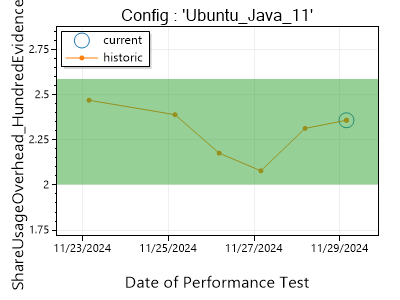 Config : 'Ubuntu_Java_11'
ShareUsageOverhead_HundredEvidence
current
historic
2.75
2.5
2.25
2
1.75
11/23/2024
11/25/2024
11/27/2024
11/29/2024
Date of Performance Test